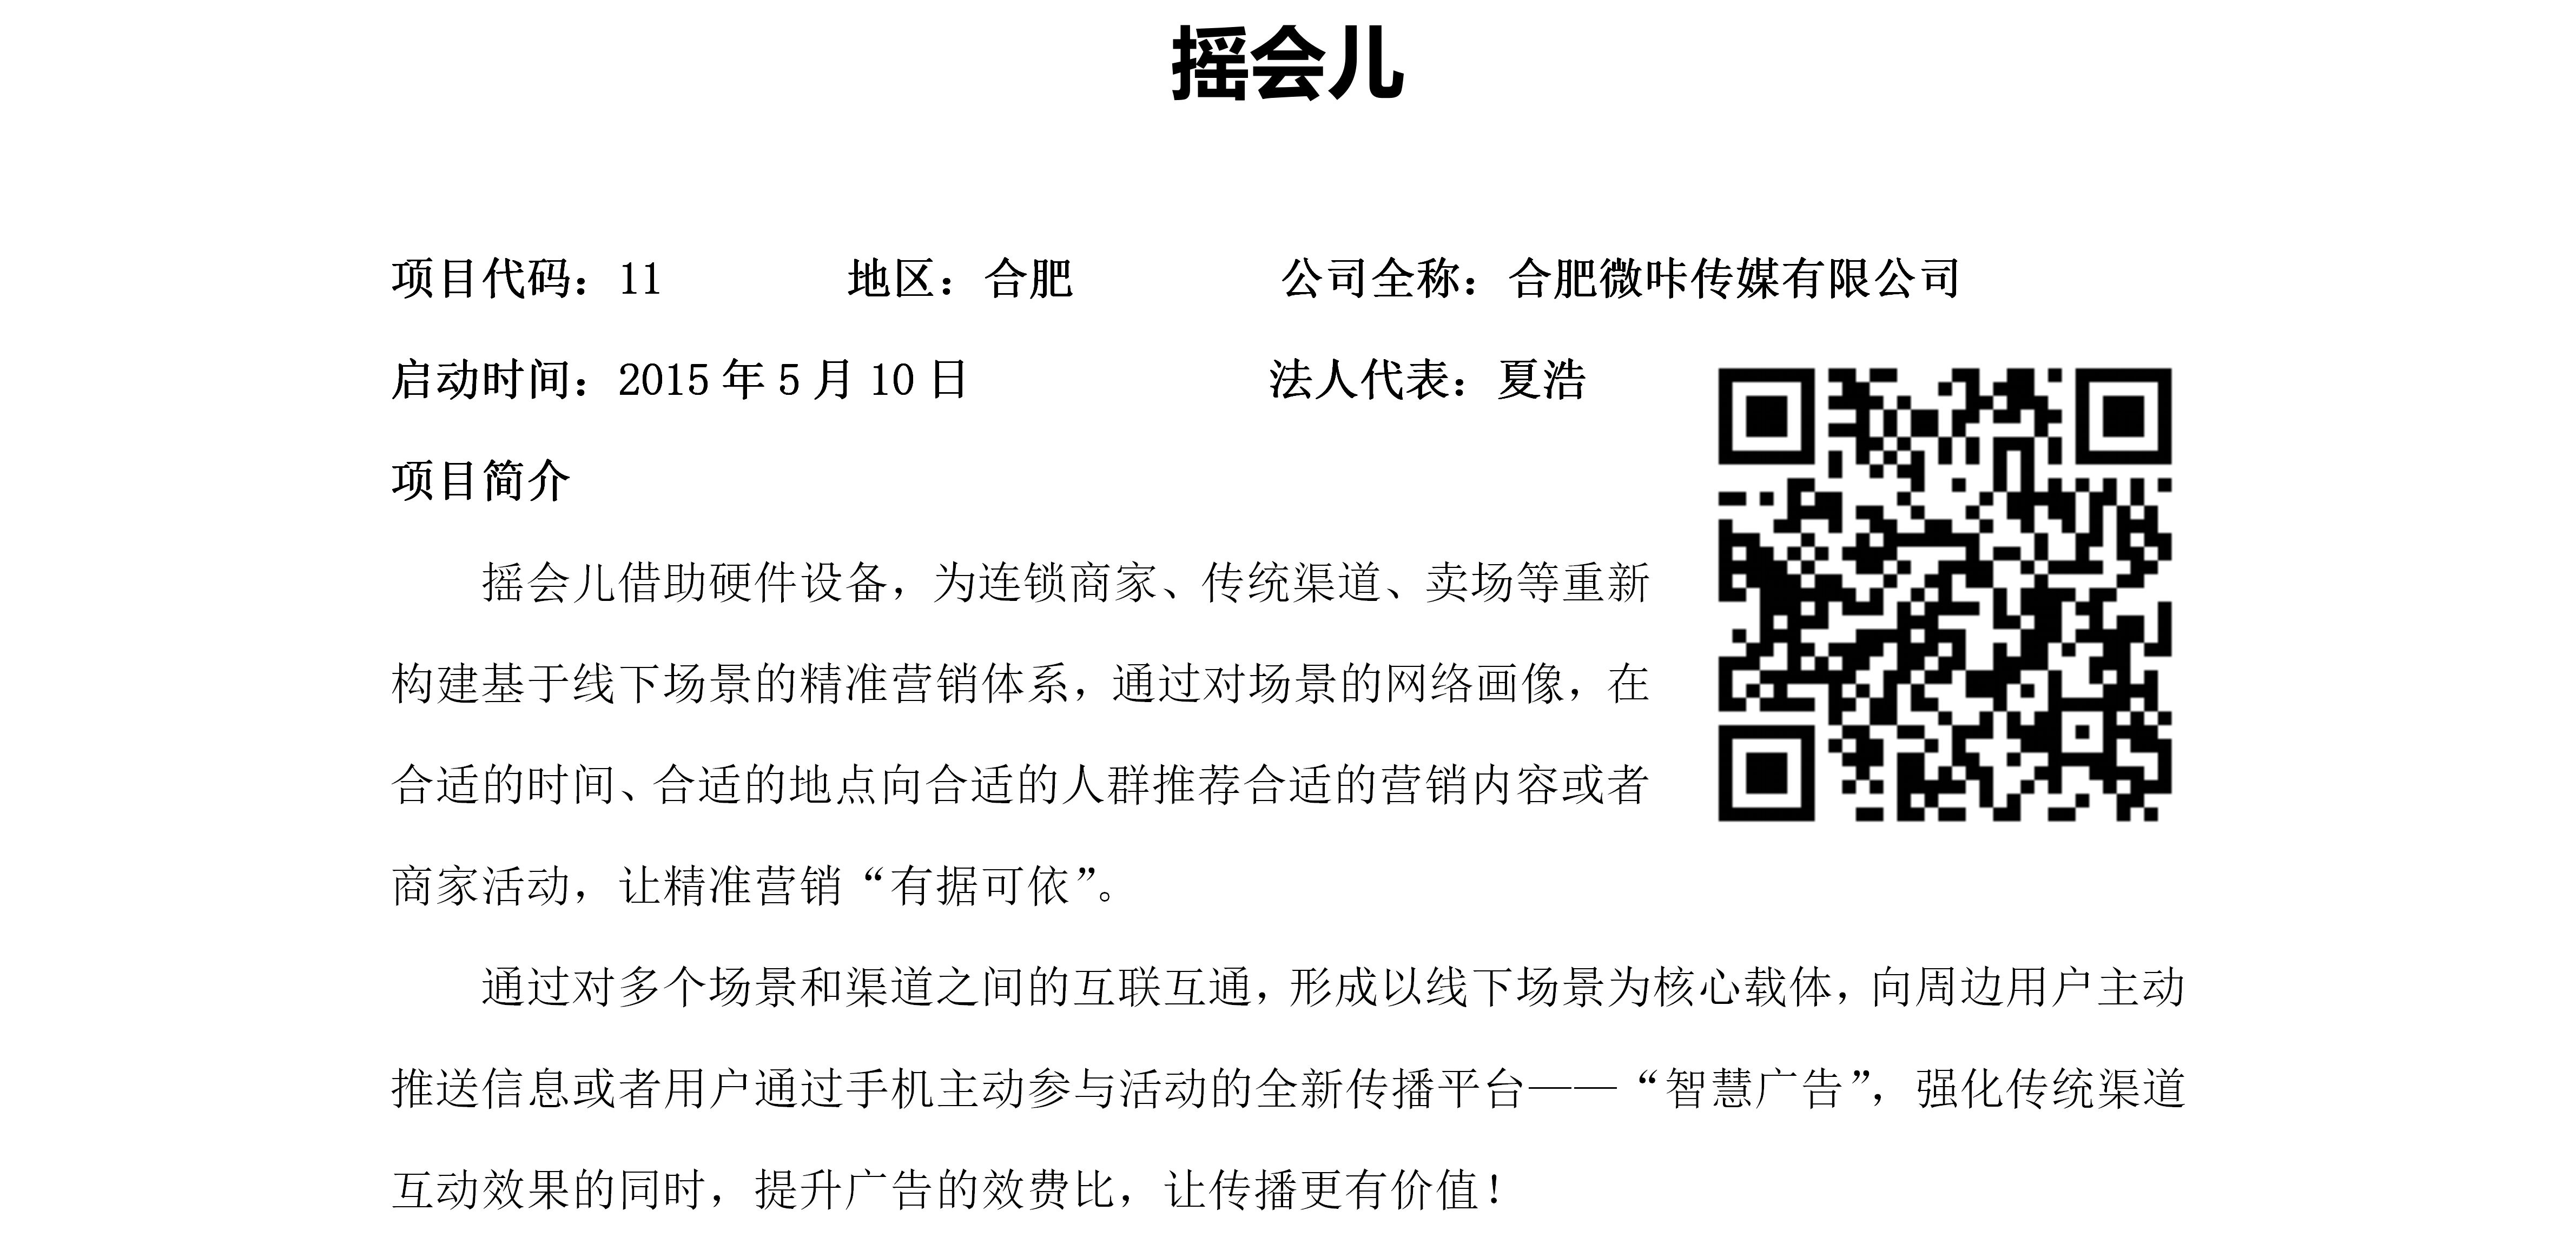 摇会儿
项目代码：11 地区：合肥 公司全称：合肥微咔传媒有限公司
启动时间：2015 年 5 月 10 日 法人代表：夏浩
项目简介
摇会儿借助硬件设备，为连锁商家、传统渠道、卖场等重新
构建基于线下场景的精准营销体系，通过对场景的网络画像，在
合适的时间、合适的地点向合适的人群推荐合适的营销内容或者
商家活动，让精准营销“有据可依”。
通过对多个场景和渠道之间的互联互通，形成以线下场景为核心载体，向周边用户主动
推送信息或者用户通过手机主动参与活动的全新传播平台——“智慧广告”，强化传统渠道
互动效果的同时，提升广告的效费比，让传播更有价值！